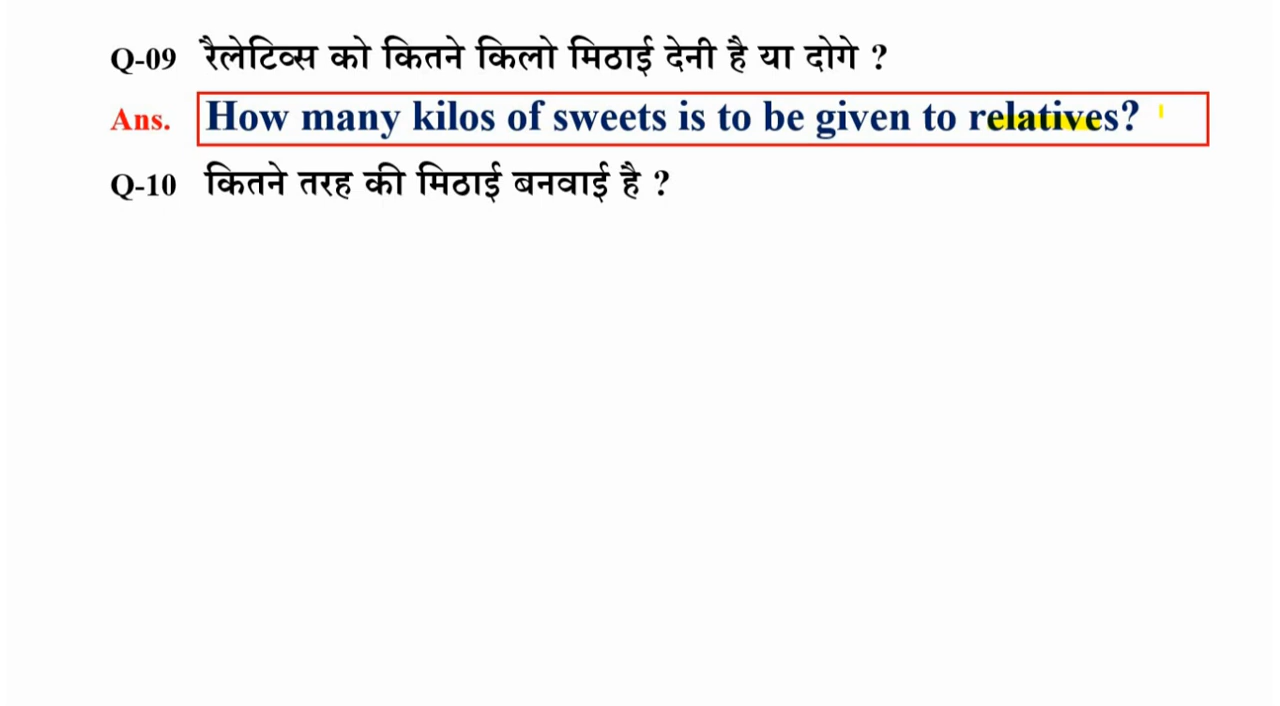 Q-09 रैलेटिव्स को कितने किलो मिठाई देनी है या दोगे ?
Ans. How many kilos of sweets is to be given to relatives?
Q-10 कितने तरह की मिठाई बनवाई है ?